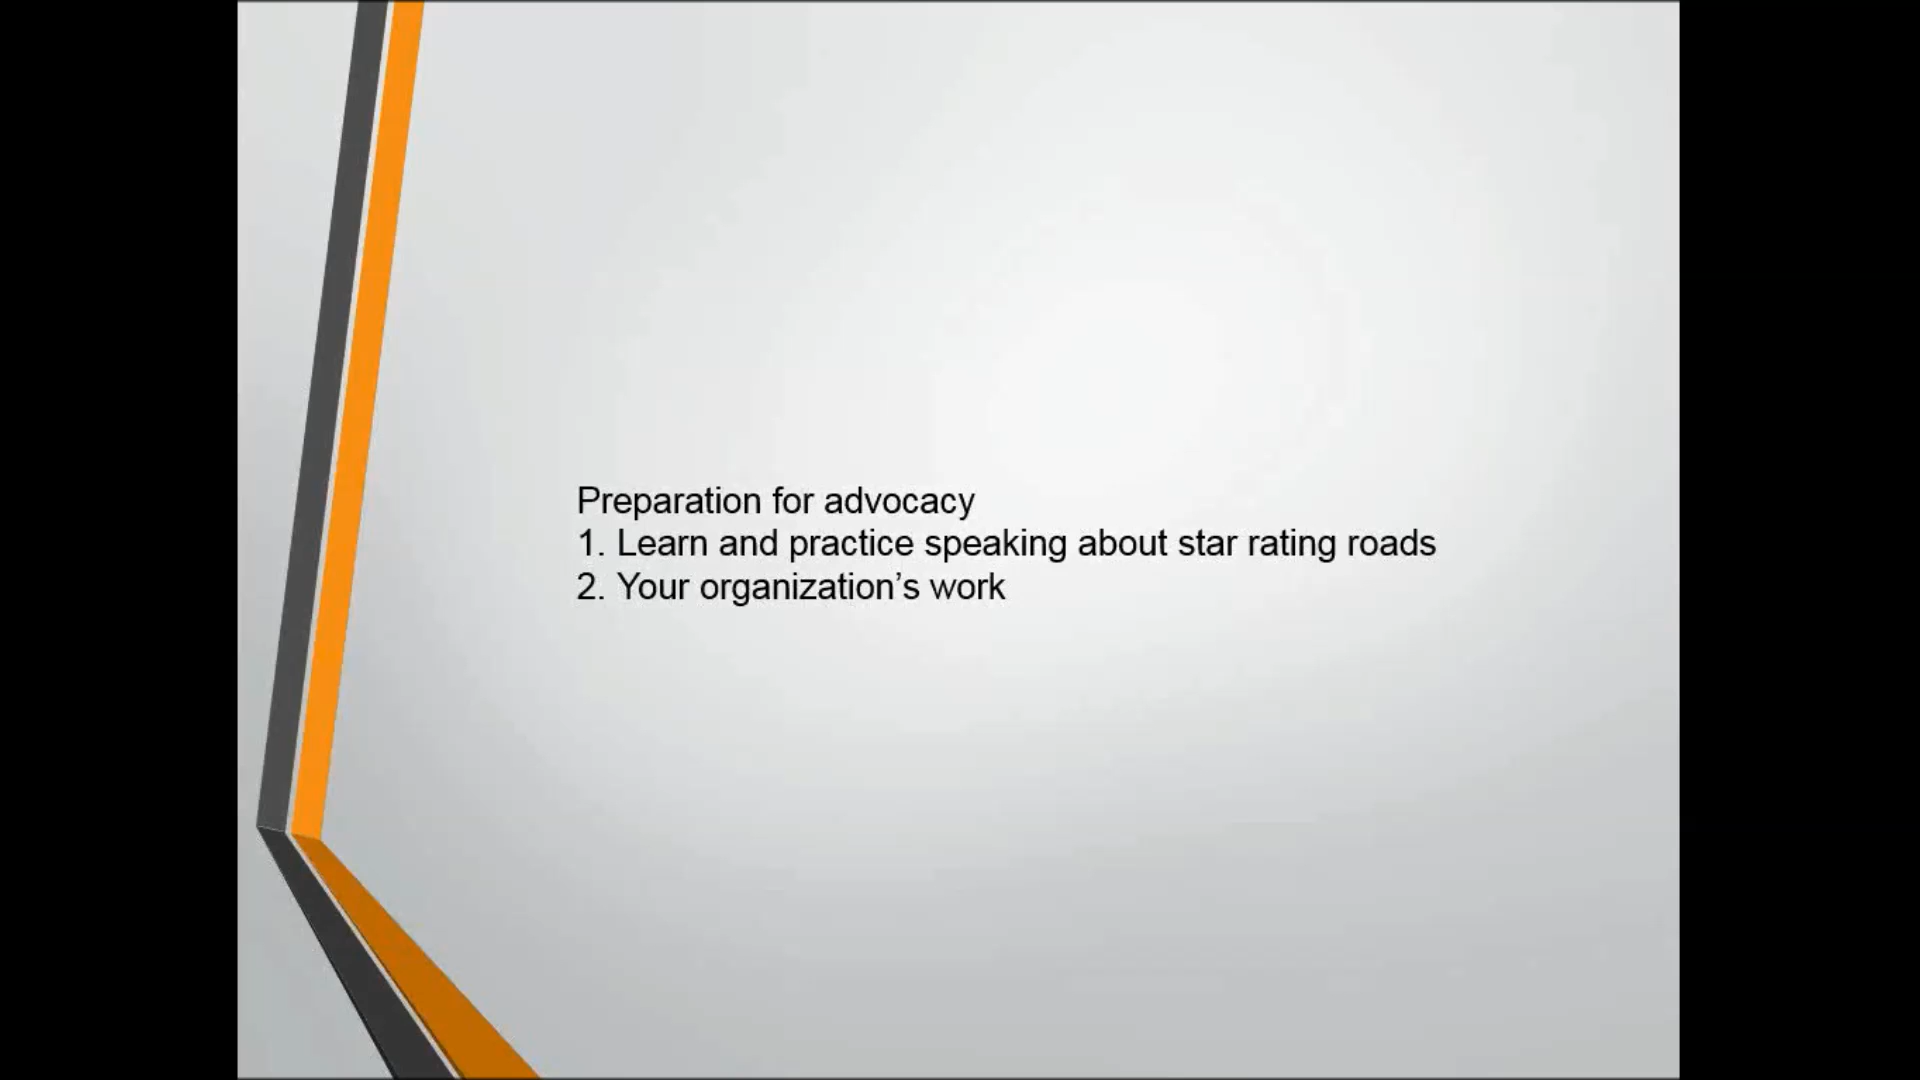 Preparation for advocacy
1. Learn and practice speaking about star rating roads
2. Your organization’s work